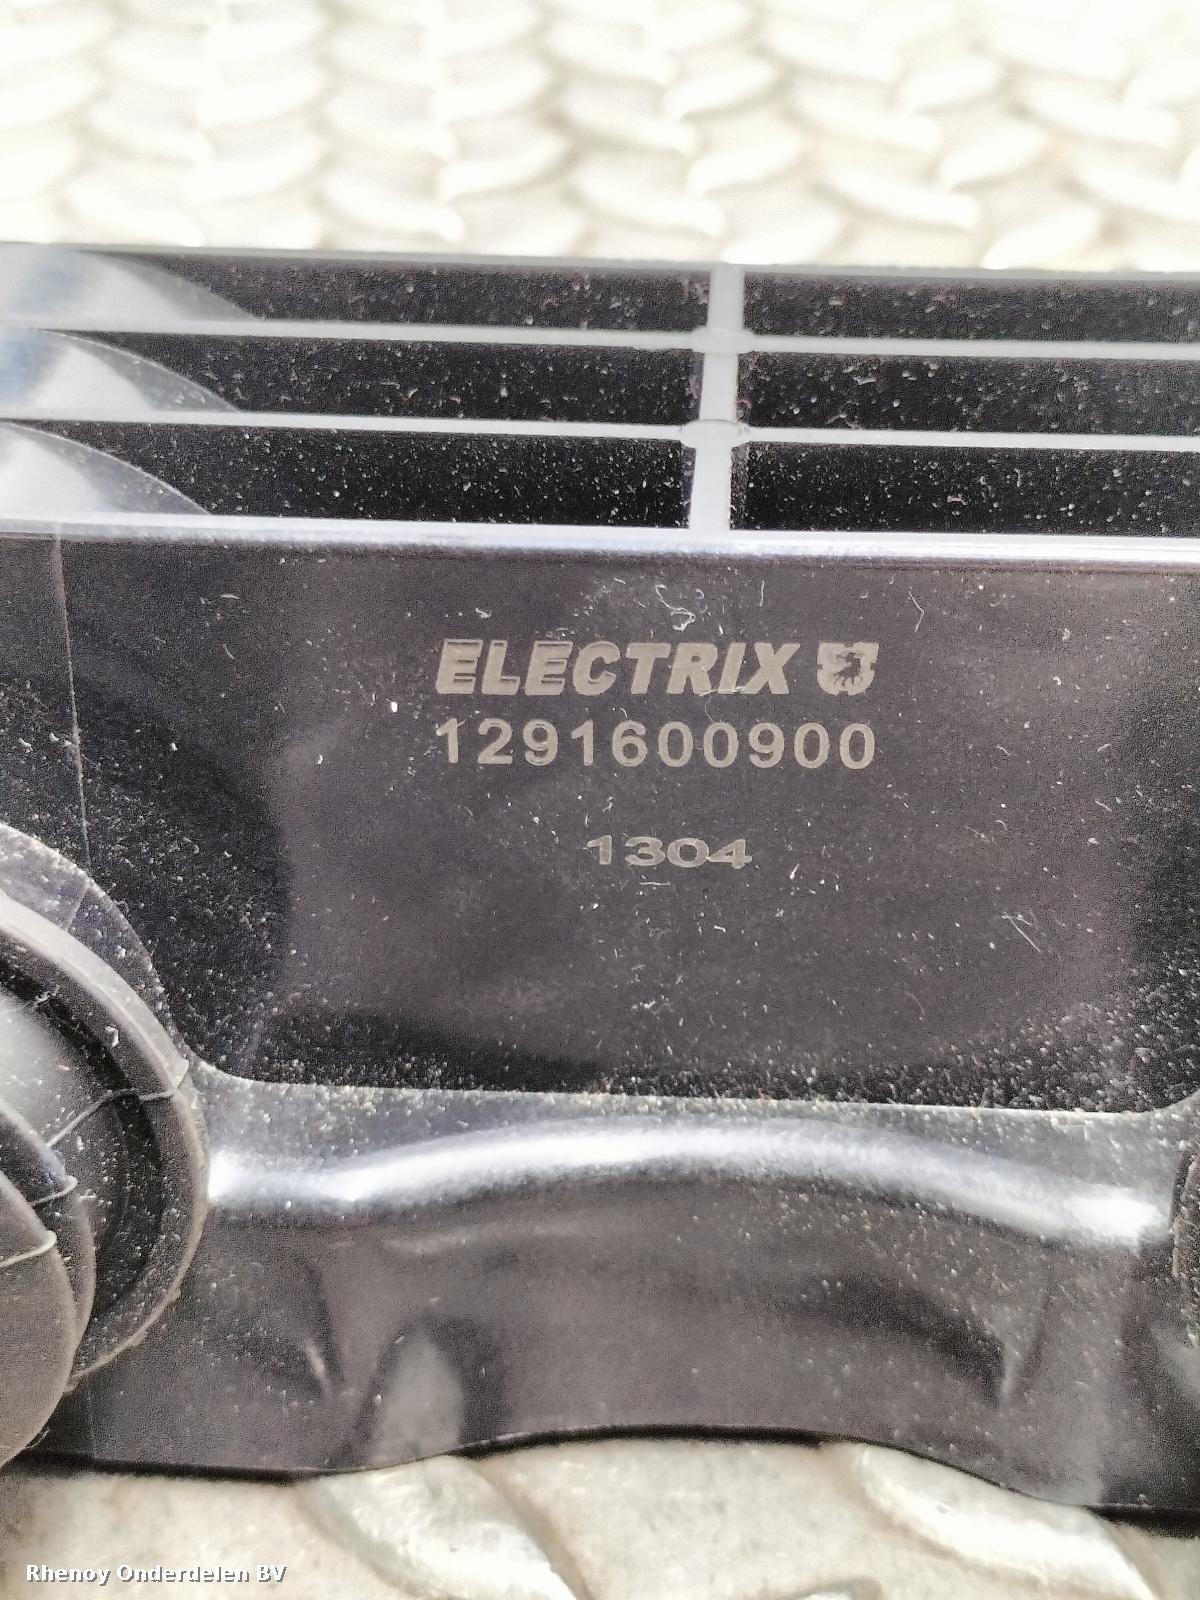 ELECTRIX
1291600900
1304
Rhenoy Onderdelen BV